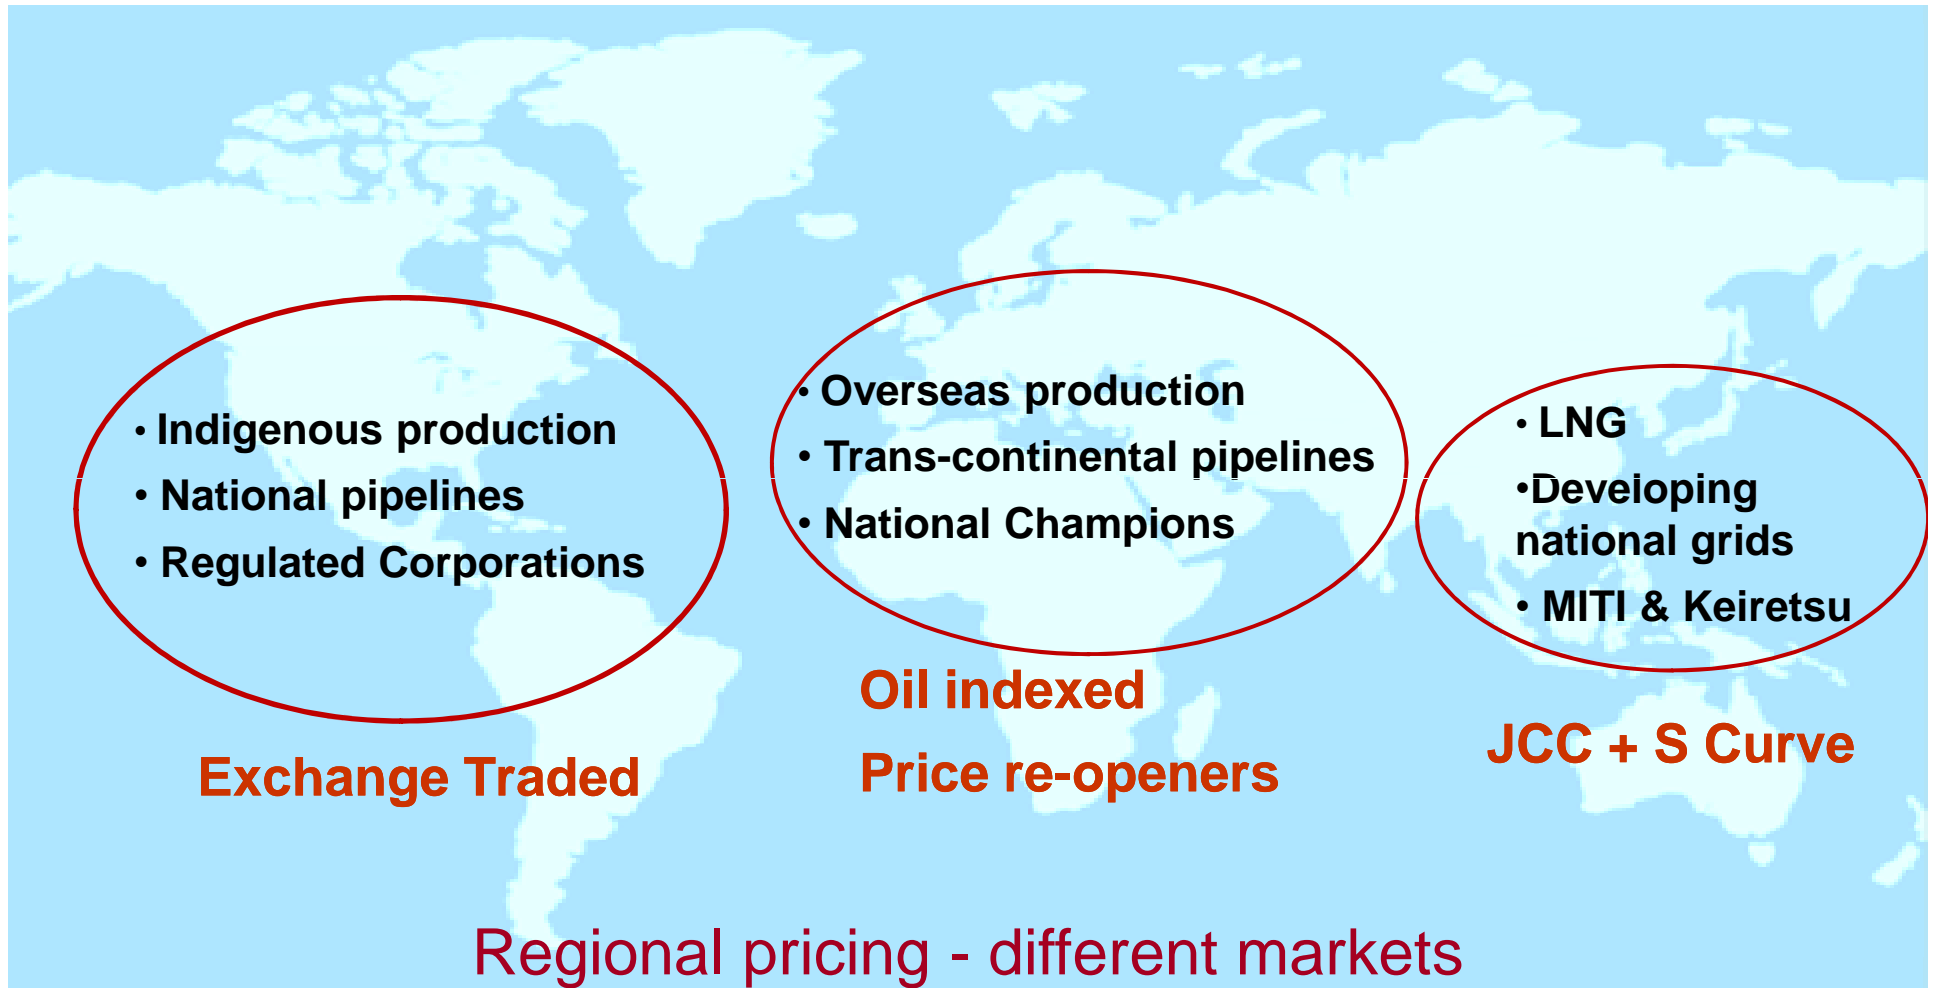 • Indigenous production
• National pipelines
• Regulated Corporations
Exchange Traded
• Overseas production
• Trans-continental pipelines
• National Champions
Oil indexed
Price re-openers
• LNG
•Developing
national grids
• MITI & Keiretsu
JCC + S Curve
Regional pricing - different markets